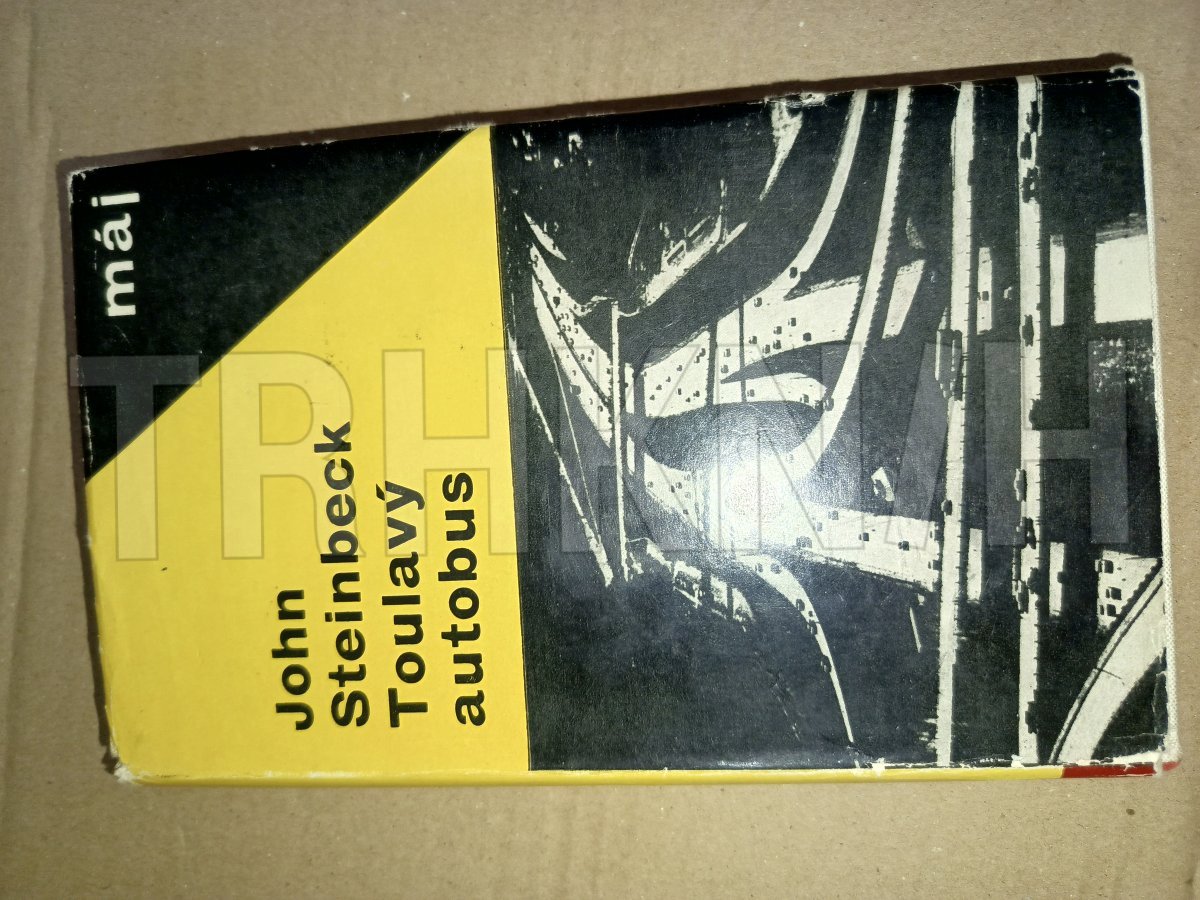 máj
John
Steinbeck
Toulavý
autobus
TRHKNIH